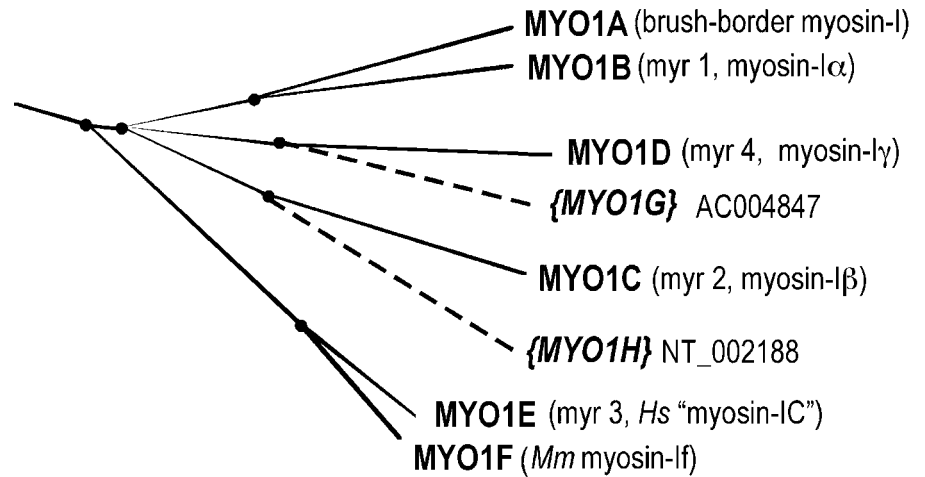 MYO1A (brush-border myosin-I)
MYO1B (myr 1, myosin-Iα)
MYO1D (myr 4, myosin-Iγ)
{MYO1G} AC004847
MYO1C (myr 2, myosin-Iβ)
{MYO1H} NT_002188
MYO1E (myr 3, Hs “myosin-IC”)
MYO1F (Mm myosin-If)